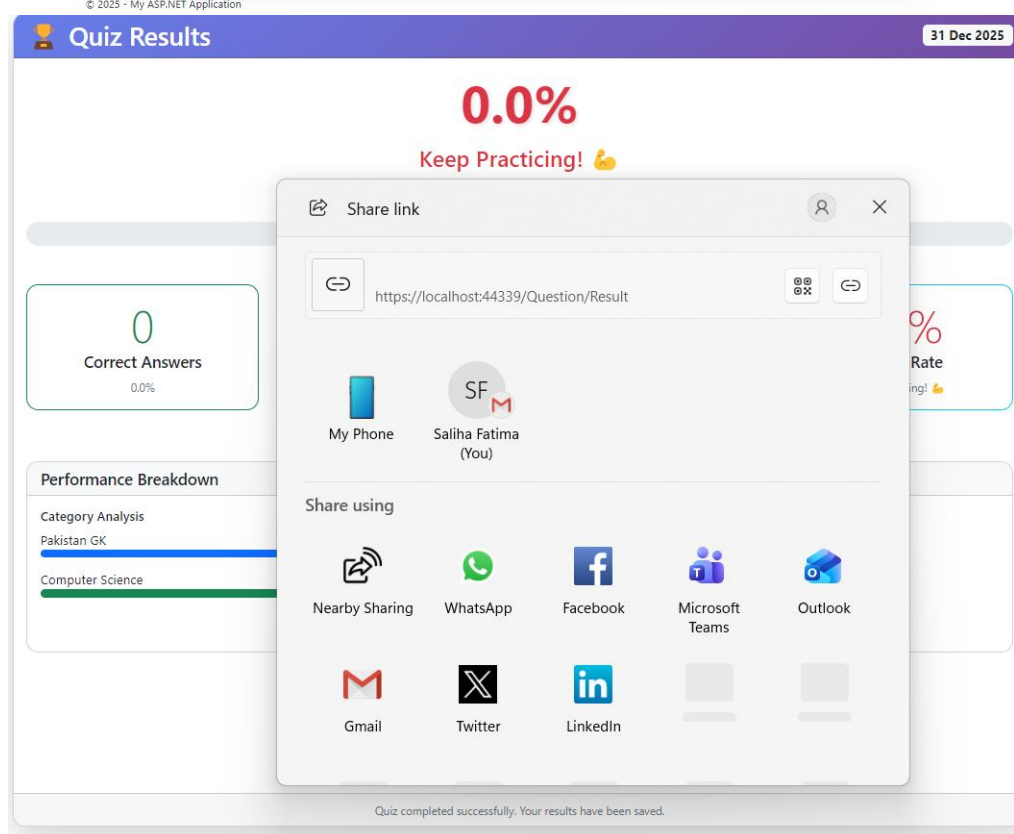 © 2025 - My ASP.NET Application
Quiz Results
31 Dec 2025
0.0%
Keep Practicing!
Share link
https://localhost:44339/Question/Result
0
Correct Answers
0.0%
%
Rate
ing!
My Phone
SF
Saliha Fatima
(You)
Performance Breakdown
Category Analysis
Pakistan GK
Computer Science
Share using
Nearby Sharing
WhatsApp
Facebook
Microsoft
Teams
Outlook
Gmail
Twitter
LinkedIn
Quiz completed successfully. Your results have been saved.